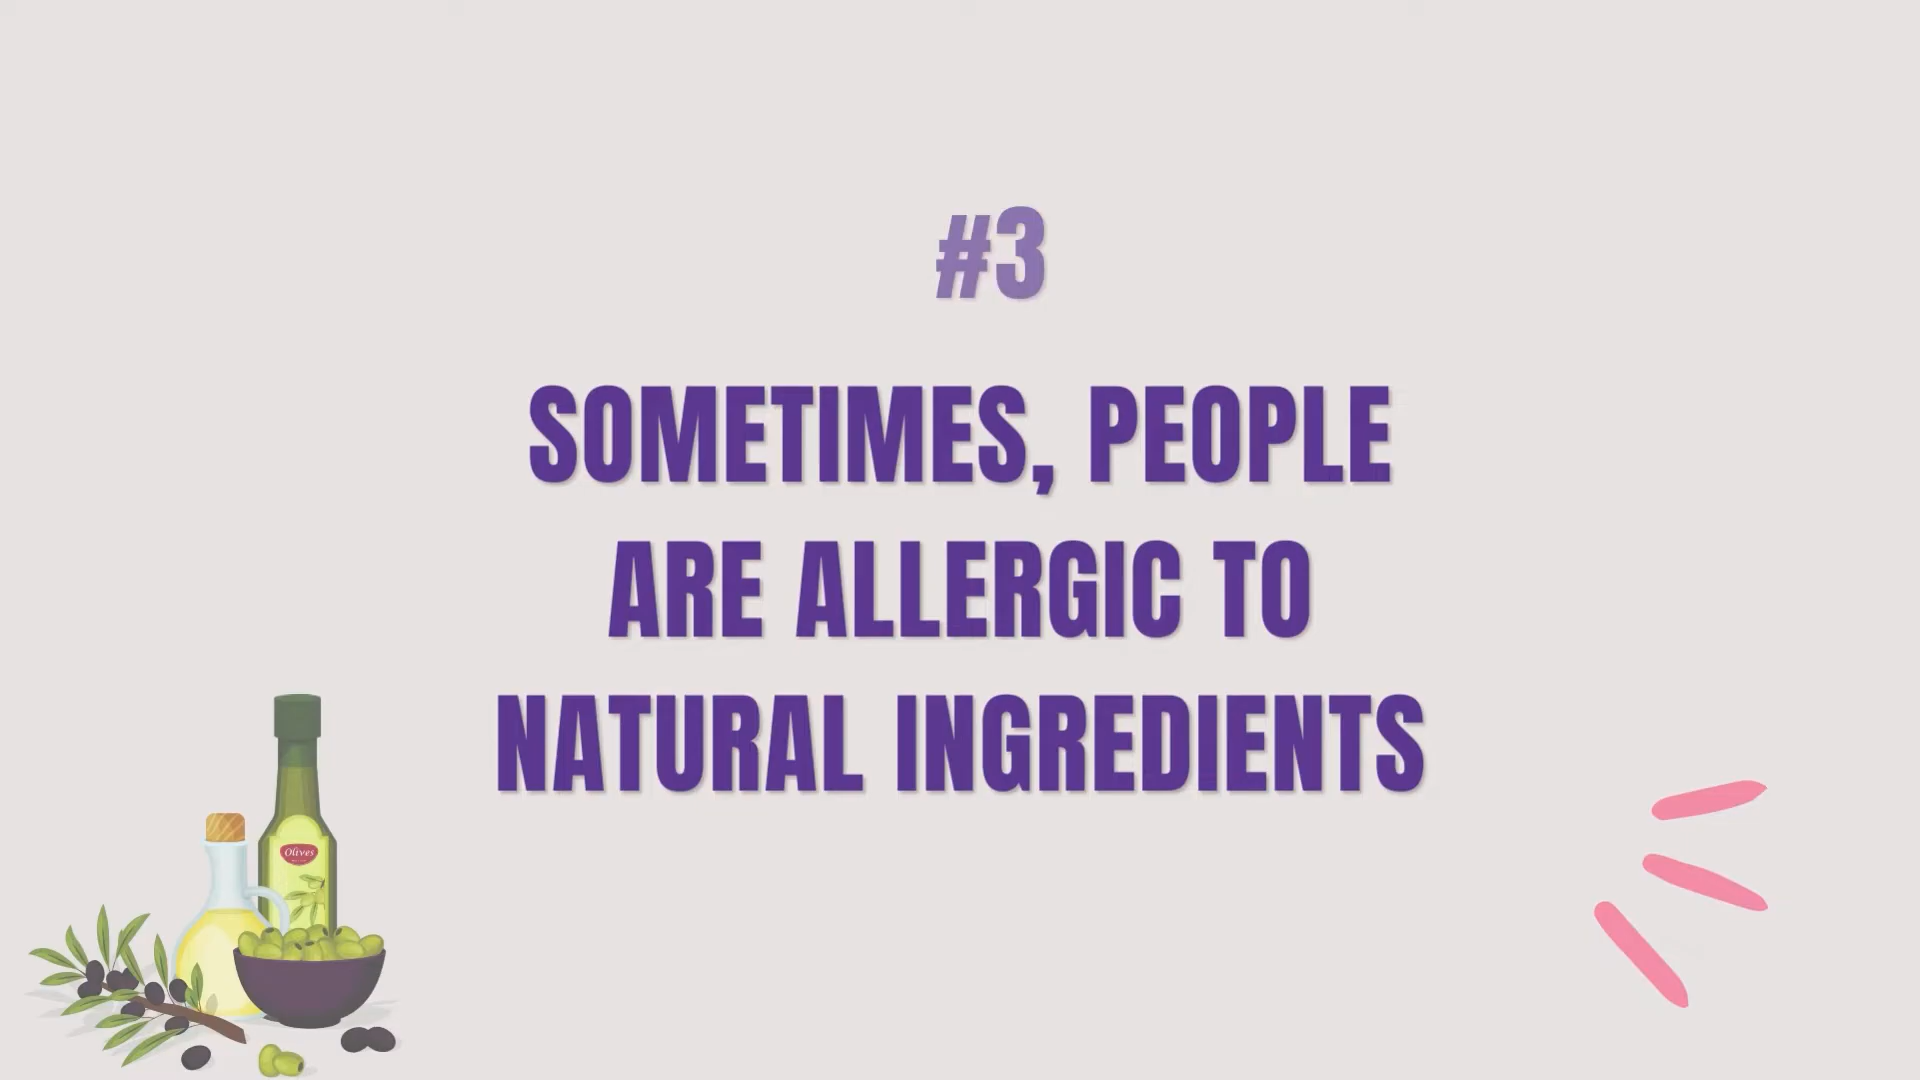 #3
SOMETIMES, PEOPLE
ARE ALLERGIC TO
NATURAL INGREDIENTS
Olives